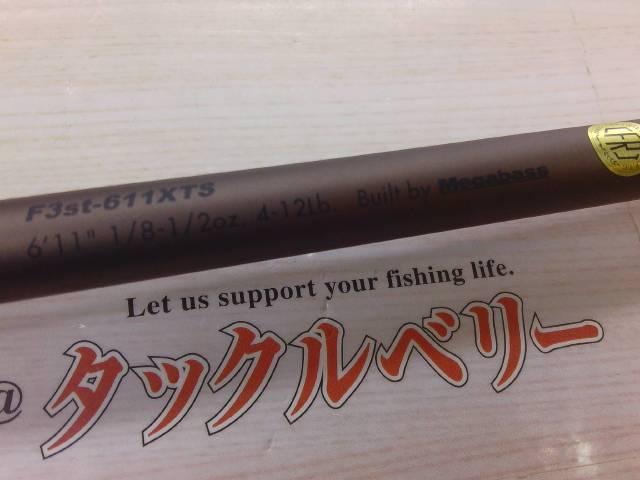 F3st-611XTS
6'11" 1/8-1/2oz. 4-12Lb. Built by Megabass
Let us support your fishing life.
@タックルベリー